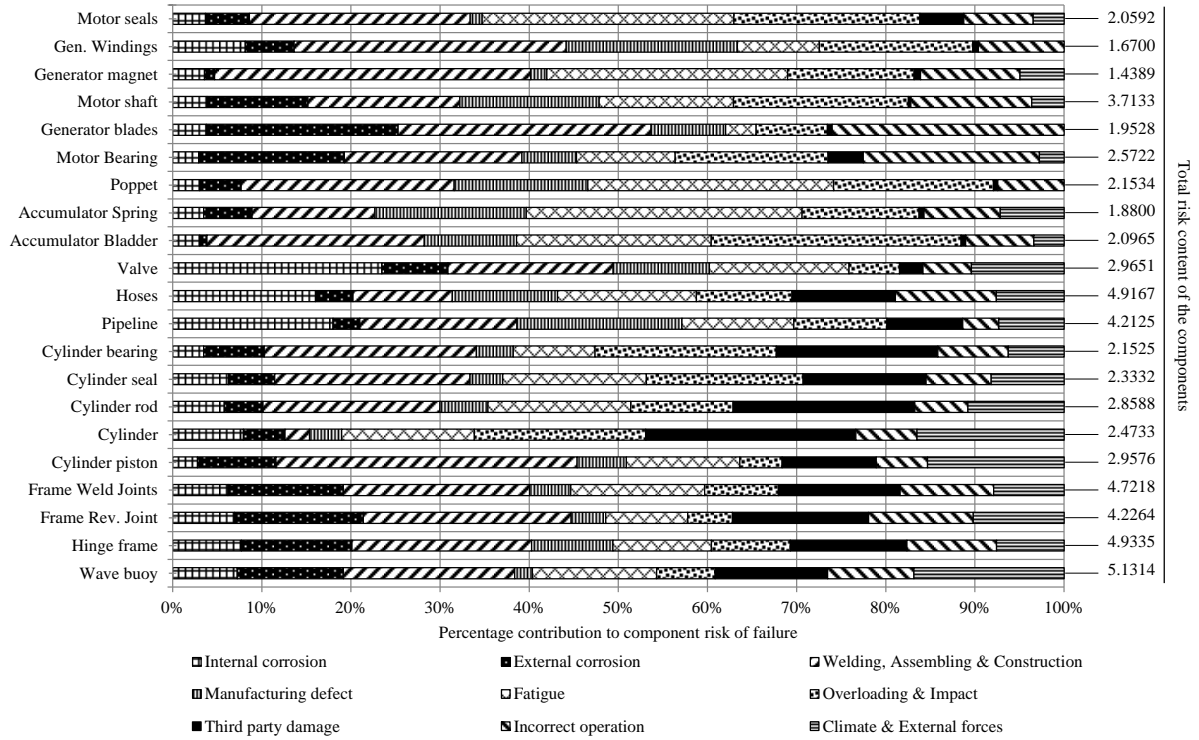 Motor seals 2.0592
Gen. Windings 1.6700
Generator magnet 1.4389
Motor shaft 3.7133
Generator blades 1.9528
Motor Bearing 2.5722
Poppet 2.1534
Accumulator Spring 1.8800
Accumulator Bladder 2.0965
Valve 2.9651
Hoses 4.9167
Pipeline 4.2125
Cylinder bearing 2.1525
Cylinder seal 2.3332
Cylinder rod 2.8588
Cylinder 2.4733
Cylinder piston 2.9576
Frame Weld Joints 4.7218
Frame Rev. Joint 4.2264
Hinge frame 4.9335
Wave buoy 5.1314
Total risk content of the components
0% 10% 20% 30% 40% 50% 60% 70% 80% 90% 100%
Percentage contribution to component risk of failure
Internal corrosion External corrosion Welding, Assembling & Construction
Manufacturing defect Fatigue Overloading & Impact
Third party damage Incorrect operation Climate & External forces